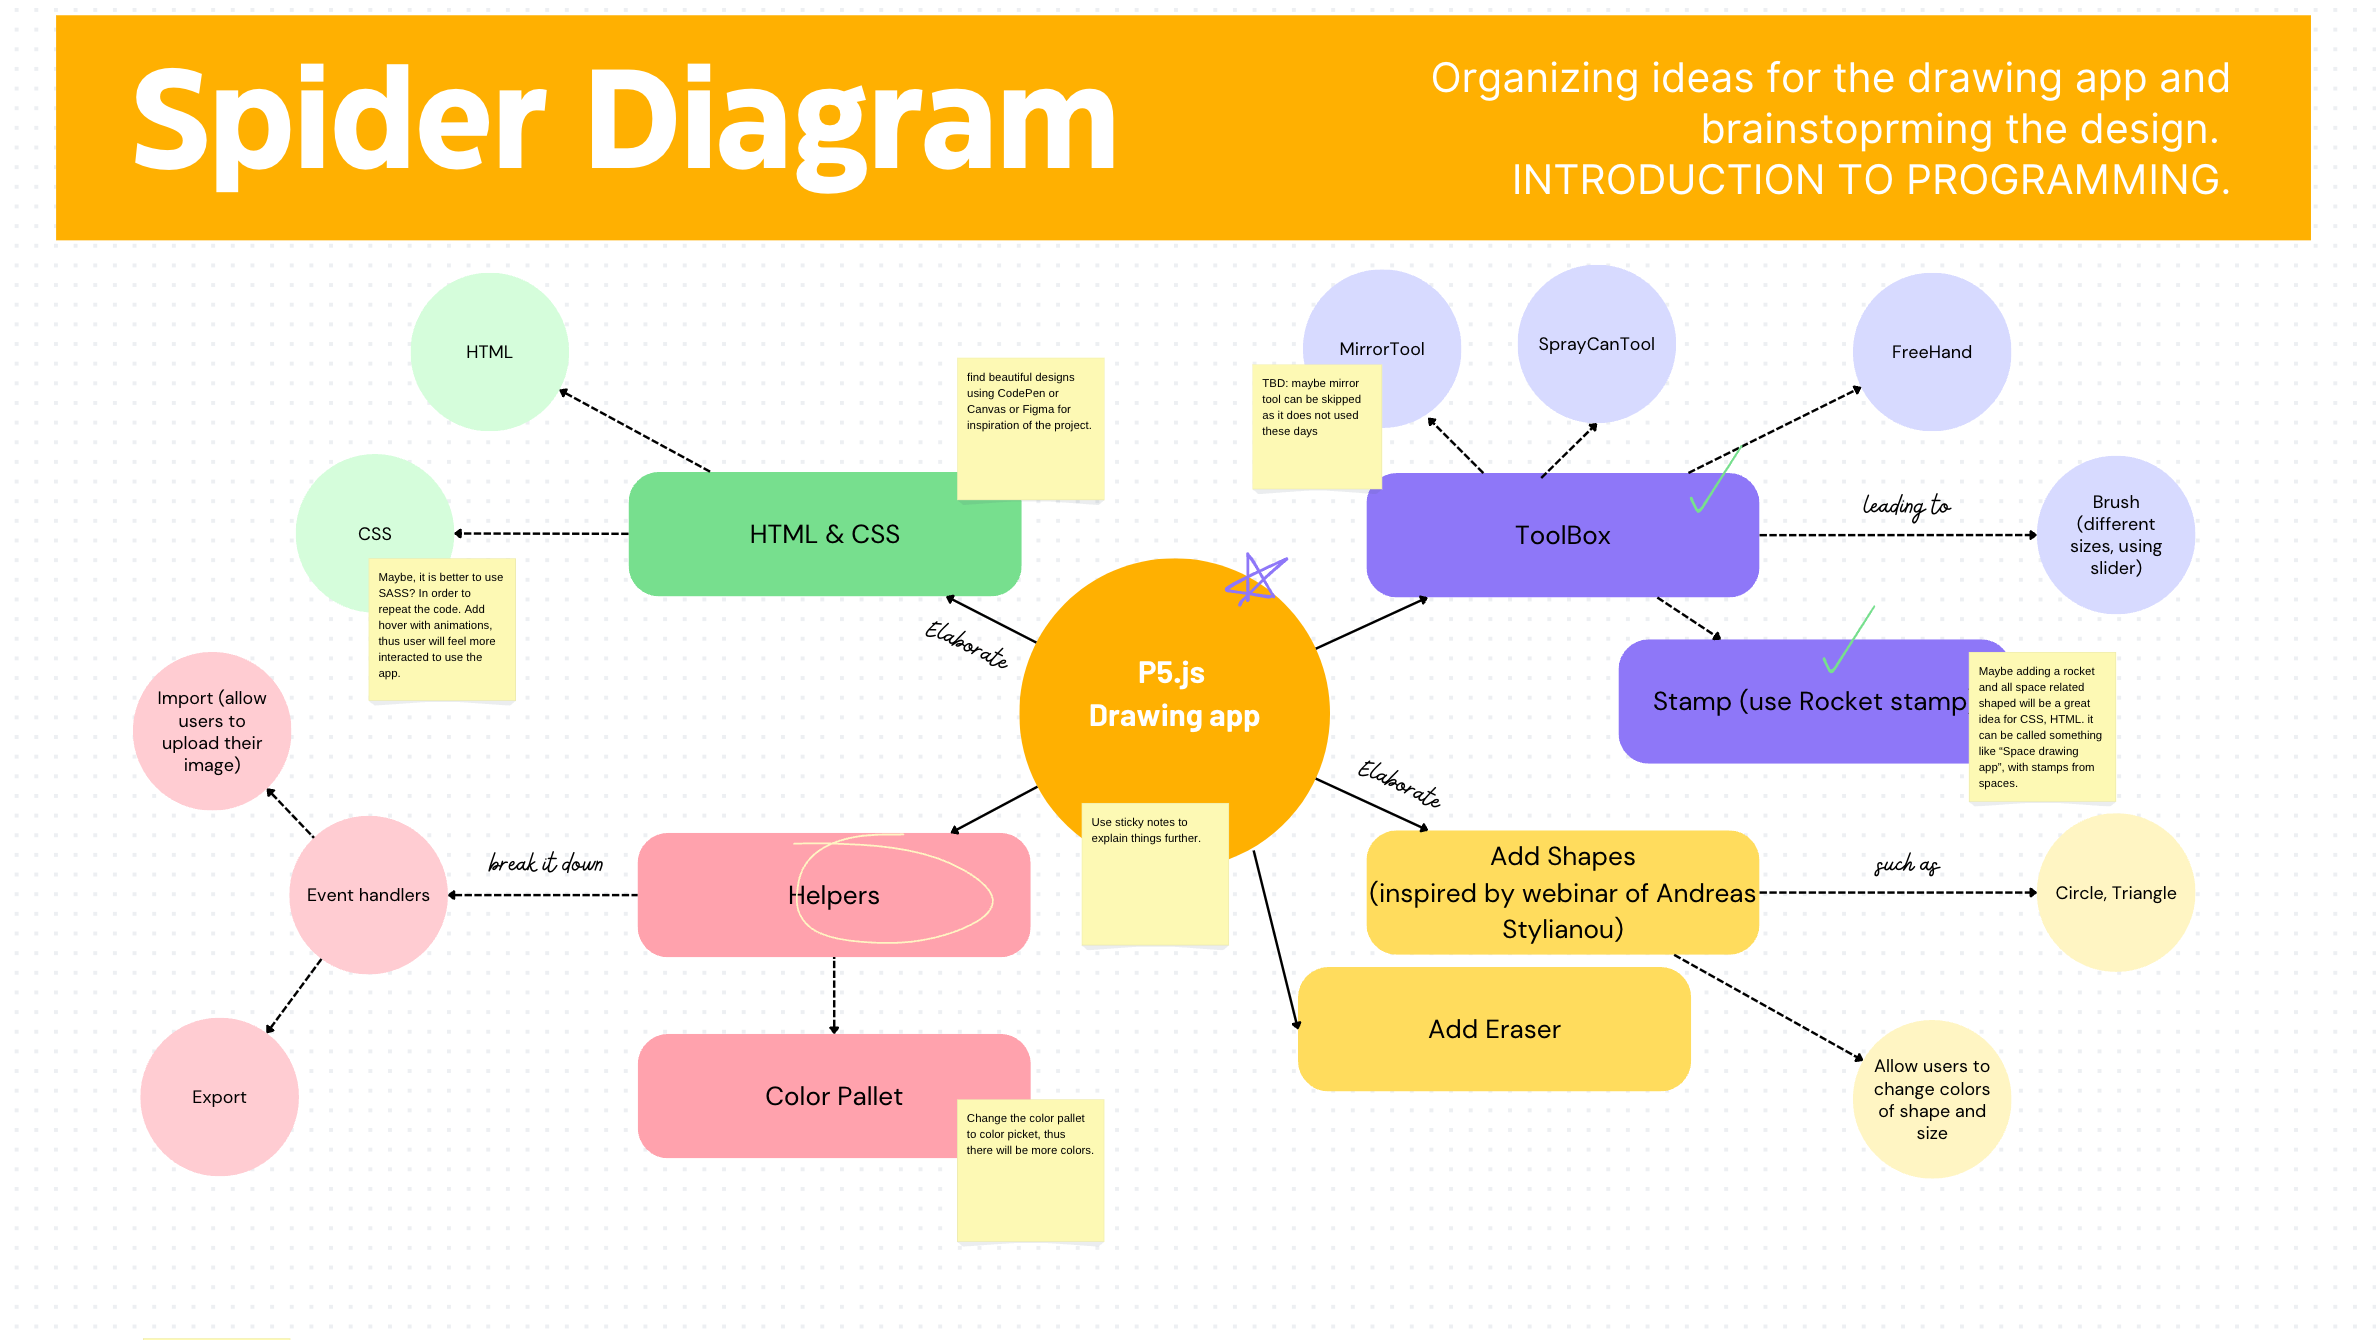 Spider Diagram
Organizing ideas for the drawing app and
brainstoprming the design.
INTRODUCTION TO PROGRAMMING.
HTML
find beautiful designs
using CodePen or
Canvas or Figma for
inspiration of the project.
CSS
HTML & CSS
Maybe, it is better to use
SASS? In order to
repeat the code. Add
hover with animations,
thus user will feel more
interacted to use the
app.
Elaborate
MirrorTool
TBD: maybe mirror
tool can be skipped
as it does not used
these days
SprayCanTool
FreeHand
ToolBox
leading to
Brush
(different
sizes, using
slider)
Stamp (use Rocket stamp
Maybe adding a rocket
and all space related
shaped will be a great
idea for CSS, HTML. it
can be called something
like "Space drawing
app", with stamps from
spaces.
P5.js
Drawing app
Use sticky notes to
explain things further.
Import (allow
users to
upload their
image)
Event handlers
break it down
Helpers
Export
Color Pallet
Change the color pallet
to color picket, thus
there will be more colors.
Elaborate
Add Shapes
(inspired by webinar of Andreas
Stylianou)
such as
Circle, Triangle
Add Eraser
Allow users to
change colors
of shape and
size